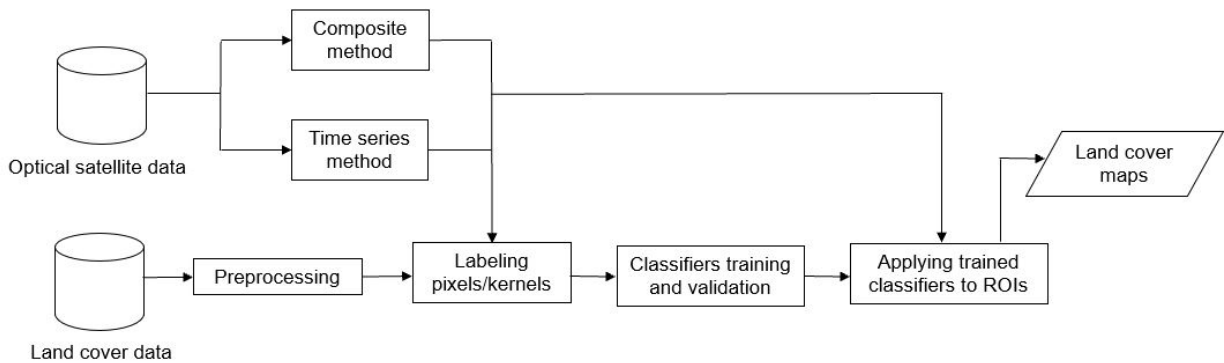 Composite
method
Time series
method
Optical satellite data
Land cover
maps
Preprocessing
Labeling
pixels/kernels
Classifiers training
and validation
Applying trained
classifiers to ROIs
Land cover data